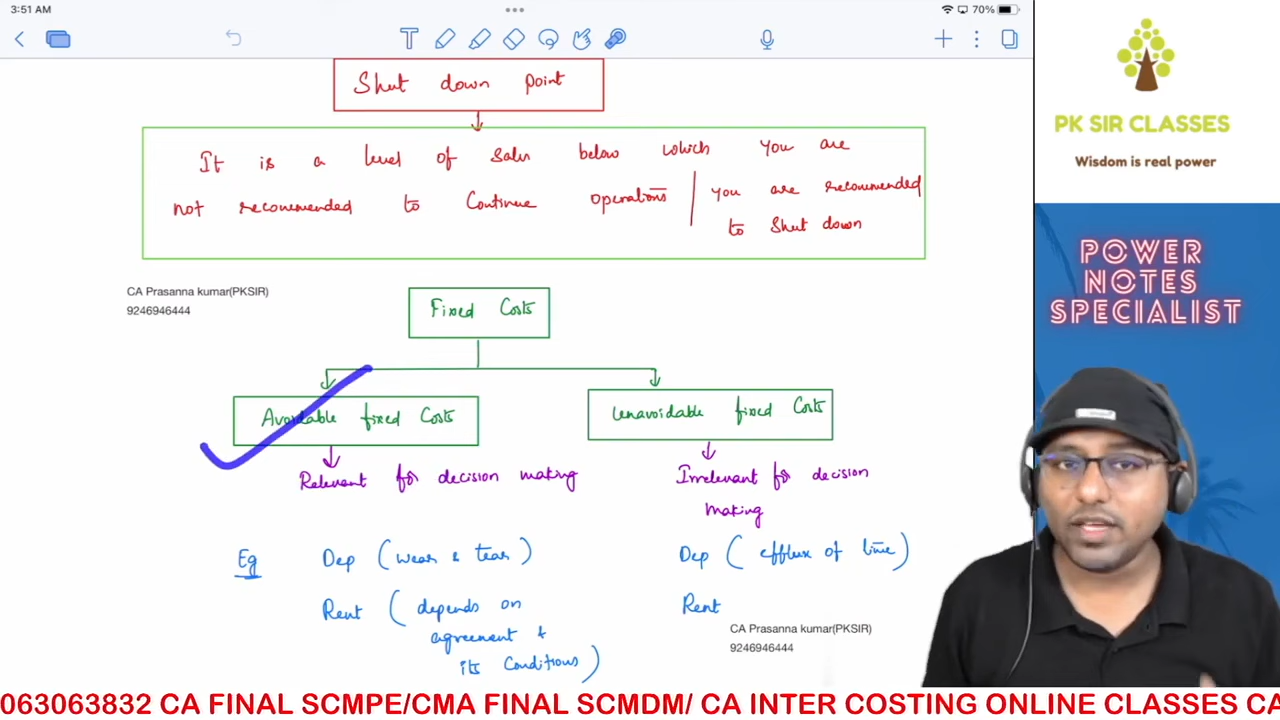 3:51 AM
70%
Shut down point
It is a level of Sales below which you are
not recommended to Continue operations | you are recommended
to Shut down
CA Prasanna kumar(PKSIR)
9246946444
Fixed Costs
Avoidable fixed Costs
Unavoidable fixed Costs
Relevant for decision making
Irrelevant for decision
making
Eg
Dep (wear & tear)
Dep (efflux of time)
Rent (depends on
agreement &
its Conditions)
Rent
CA Prasanna kumar(PKSIR)
9246946444
PK SIR CLASSES
Wisdom is real power
POWER
NOTES
SPECIALIST
063063832 CA FINAL SCMPE/CMA FINAL SCMDM/ CA INTER COSTING ONLINE CLASSES CA